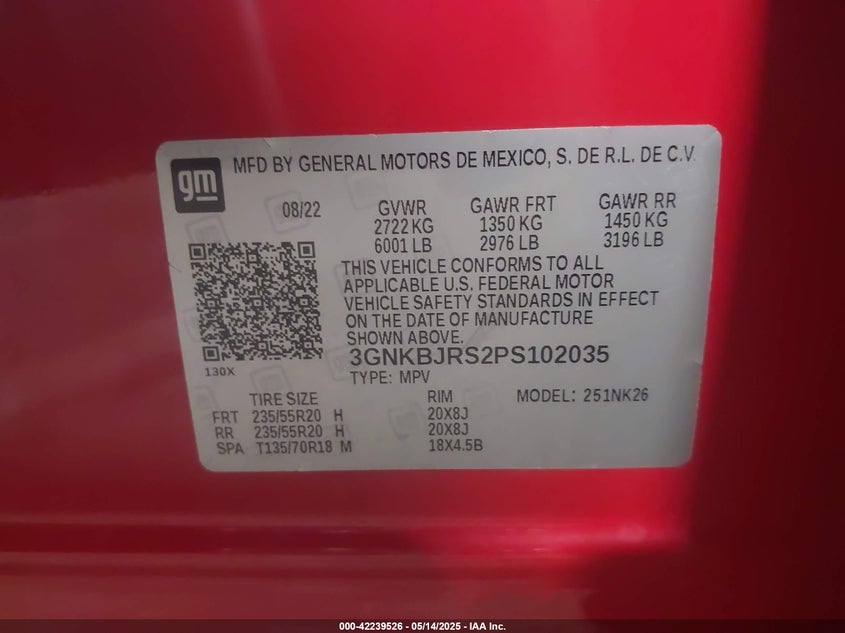 gm
MFD BY GENERAL MOTORS DE MEXICO, S. DE R.L. DE C.V.
08/22 GVWR GAWR FRT GAWR RR
2722 KG 1350 KG 1450 KG
6001 LB 2976 LB 3196 LB
THIS VEHICLE CONFORMS TO ALL
APPLICABLE U.S. FEDERAL MOTOR
VEHICLE SAFETY STANDARDS IN EFFECT
ON THE DATE OF MANUFACTURE
SHOWN ABOVE.
3GNKBJRS2PS102035
130X
TYPE: MPV
TIRE SIZE RIM MODEL: 251NK26
FRT 235/55R20 H 20X8J
RR 235/55R20 H 20X8J
SPA T135/70R18 M 18X4.5B
000-42239526 - 05/14/2025 - IAA Inc.